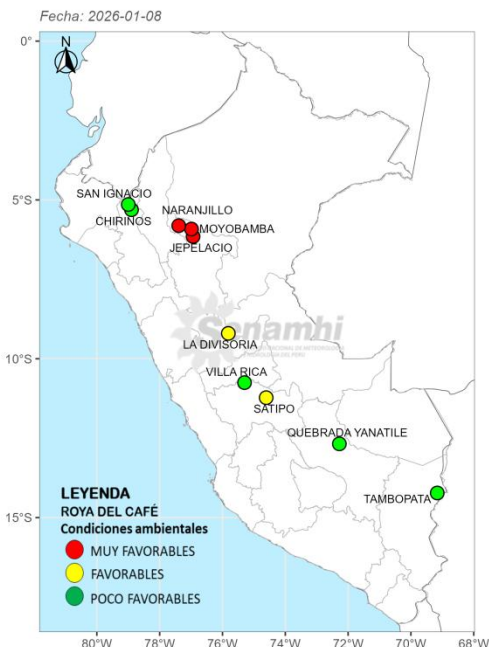 Fecha: 2026-01-08
N
0°
5°S
10°S
15°S
SAN IGNACIO
CHIRINOS
NARANJILLO
MOYOBAMBA
JEPELACIO
Senamhi
LA DIVISORIA
VILLA RICA
SATIPO
QUEBRADA YANATILE
TAMBOPATA
LEYENDA
ROYA DEL CAFÉ
Condiciones ambientales
MUY FAVORABLES
FAVORABLES
POCO FAVORABLES
80°W 78°W 76°W 74°W 72°W 70°W 68°W